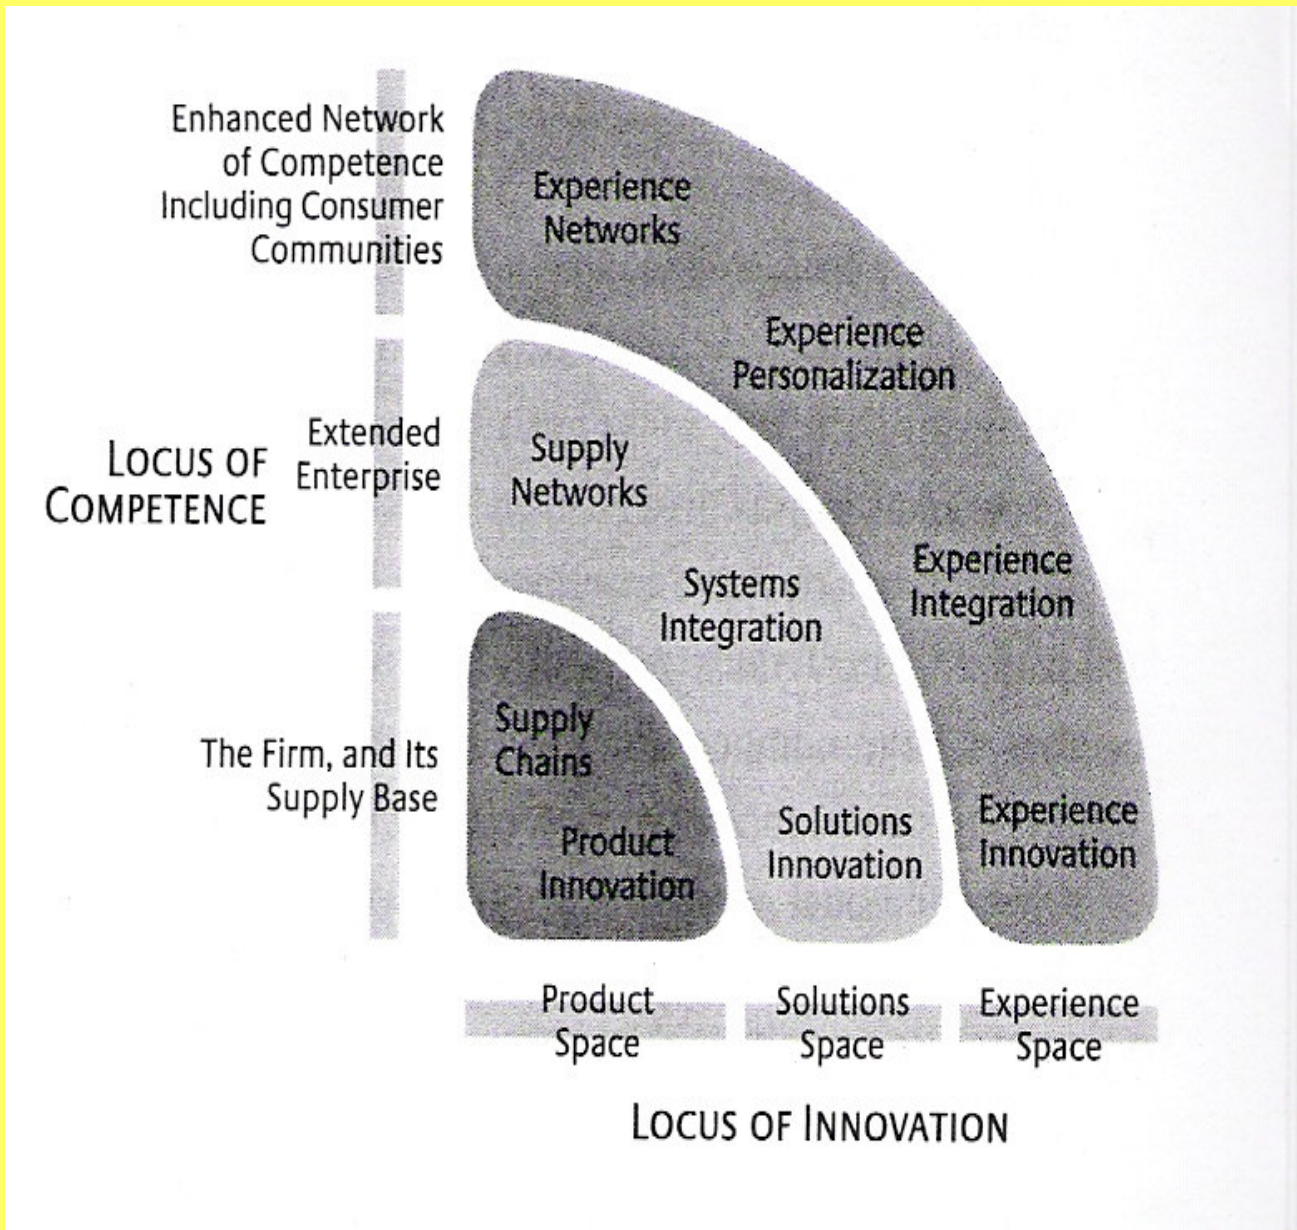 Enhanced Network
of Competence
Including Consumer
Communities
Experience
Networks
Experience
Personalization
Extended
Enterprise
LOCUS OF
COMPETENCE
Supply
Networks
Systems
Integration
Experience
Integration
The Firm, and Its
Supply Base
Supply
Chains
Product
Innovation
Solutions
Innovation
Experience
Innovation
Product
Space
Solutions
Space
Experience
Space
LOCUS OF INNOVATION